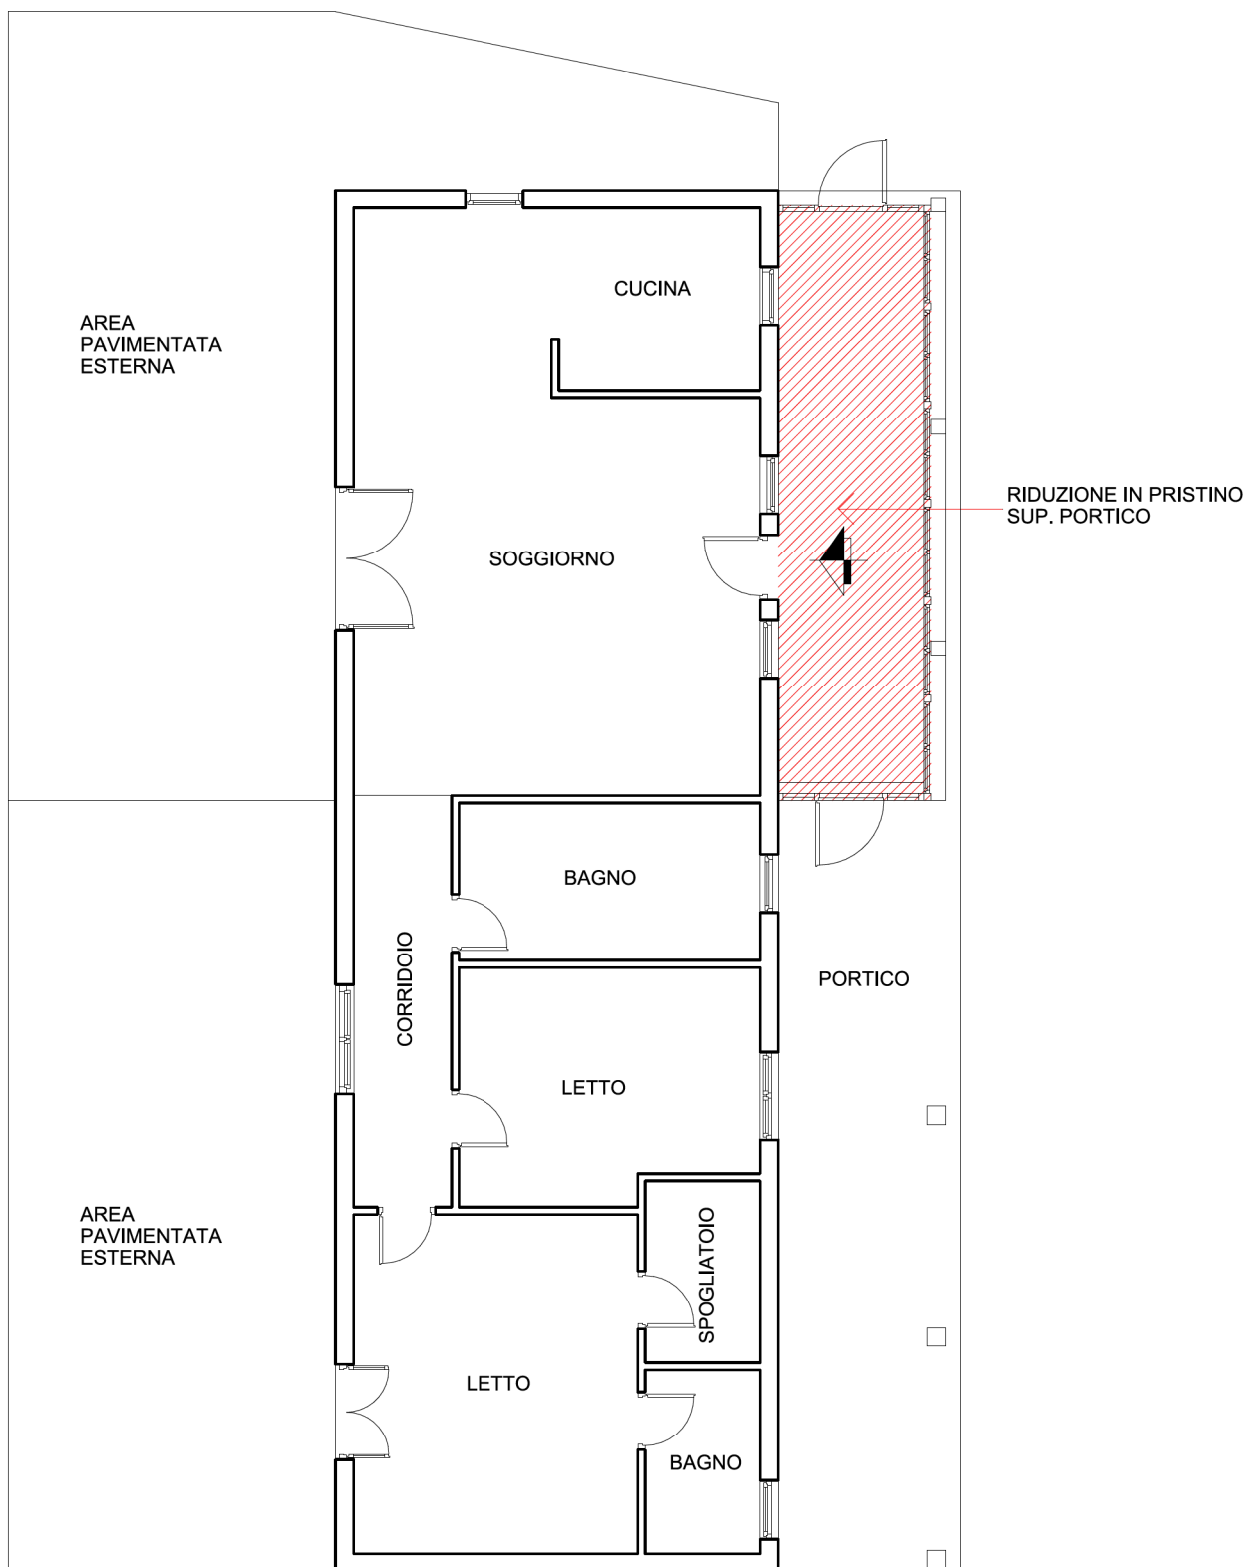 CUCINA
AREA
PAVIMENTATA
ESTERNA
RIDUZIONE IN PRISTINO
SUP. PORTICO
SOGGIORNO
BAGNO
CORRIDOIO
PORTICO
LETTO
AREA
PAVIMENTATA
ESTERNA
SPOGLIATOIO
LETTO
BAGNO